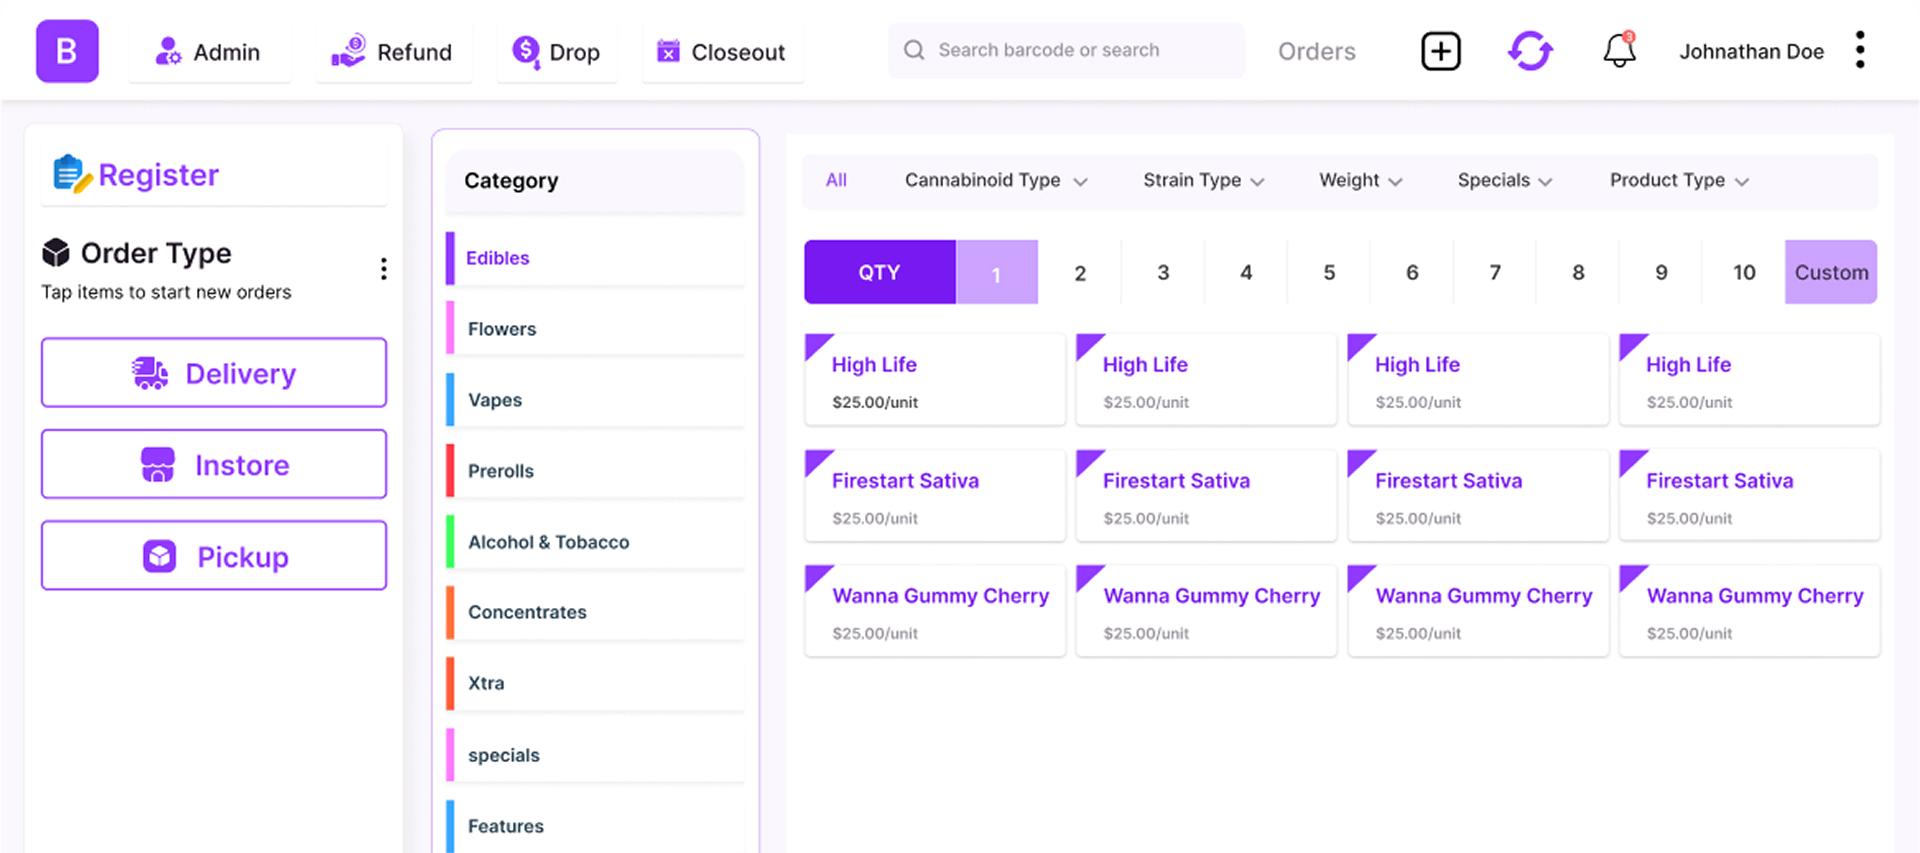 B
Admin
Refund
Drop
Closeout
Search barcode or search
Orders
3
Johnathan Doe
Register
Order Type
Tap items to start new orders
Delivery
Instore
Pickup
Category
Edibles
Flowers
Vapes
Prerolls
Alcohol & Tobacco
Concentrates
Xtra
specials
Features
All Cannabinoid Type Strain Type Weight Specials Product Type
QTY 1 2 3 4 5 6 7 8 9 10 Custom
High Life High Life High Life High Life
$25.00/unit $25.00/unit $25.00/unit $25.00/unit
Firestart Sativa Firestart Sativa Firestart Sativa Firestart Sativa
$25.00/unit $25.00/unit $25.00/unit $25.00/unit
Wanna Gummy Cherry Wanna Gummy Cherry Wanna Gummy Cherry Wanna Gummy Cherry
$25.00/unit $25.00/unit $25.00/unit $25.00/unit